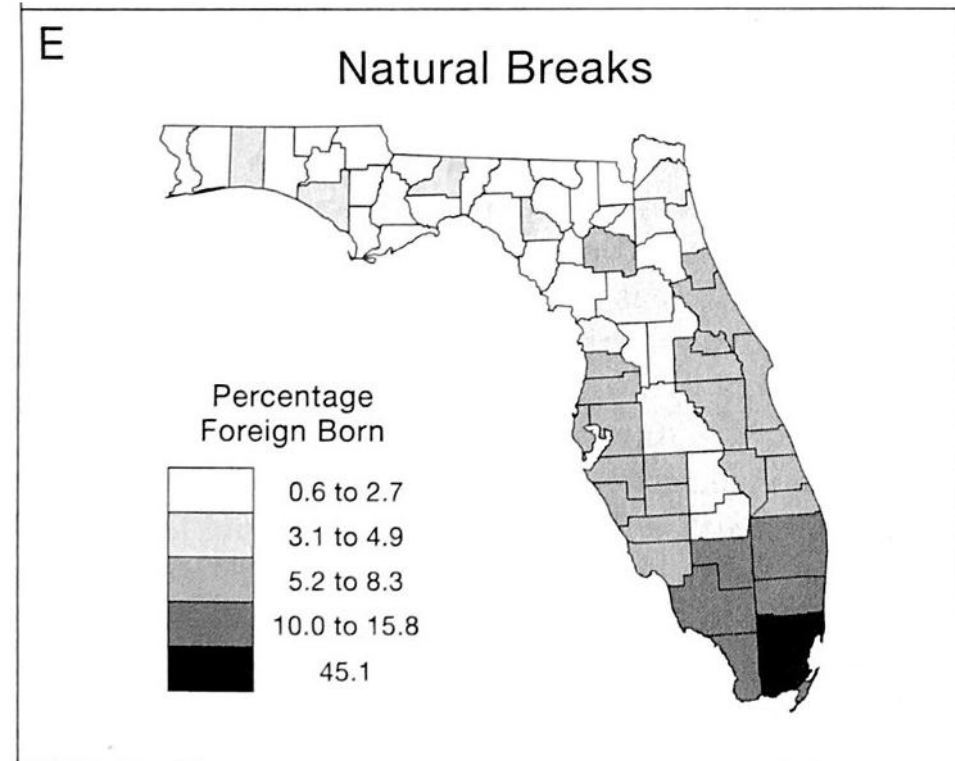 E
Natural Breaks
Percentage
Foreign Born
0.6 to 2.7
3.1 to 4.9
5.2 to 8.3
10.0 to 15.8
45.1